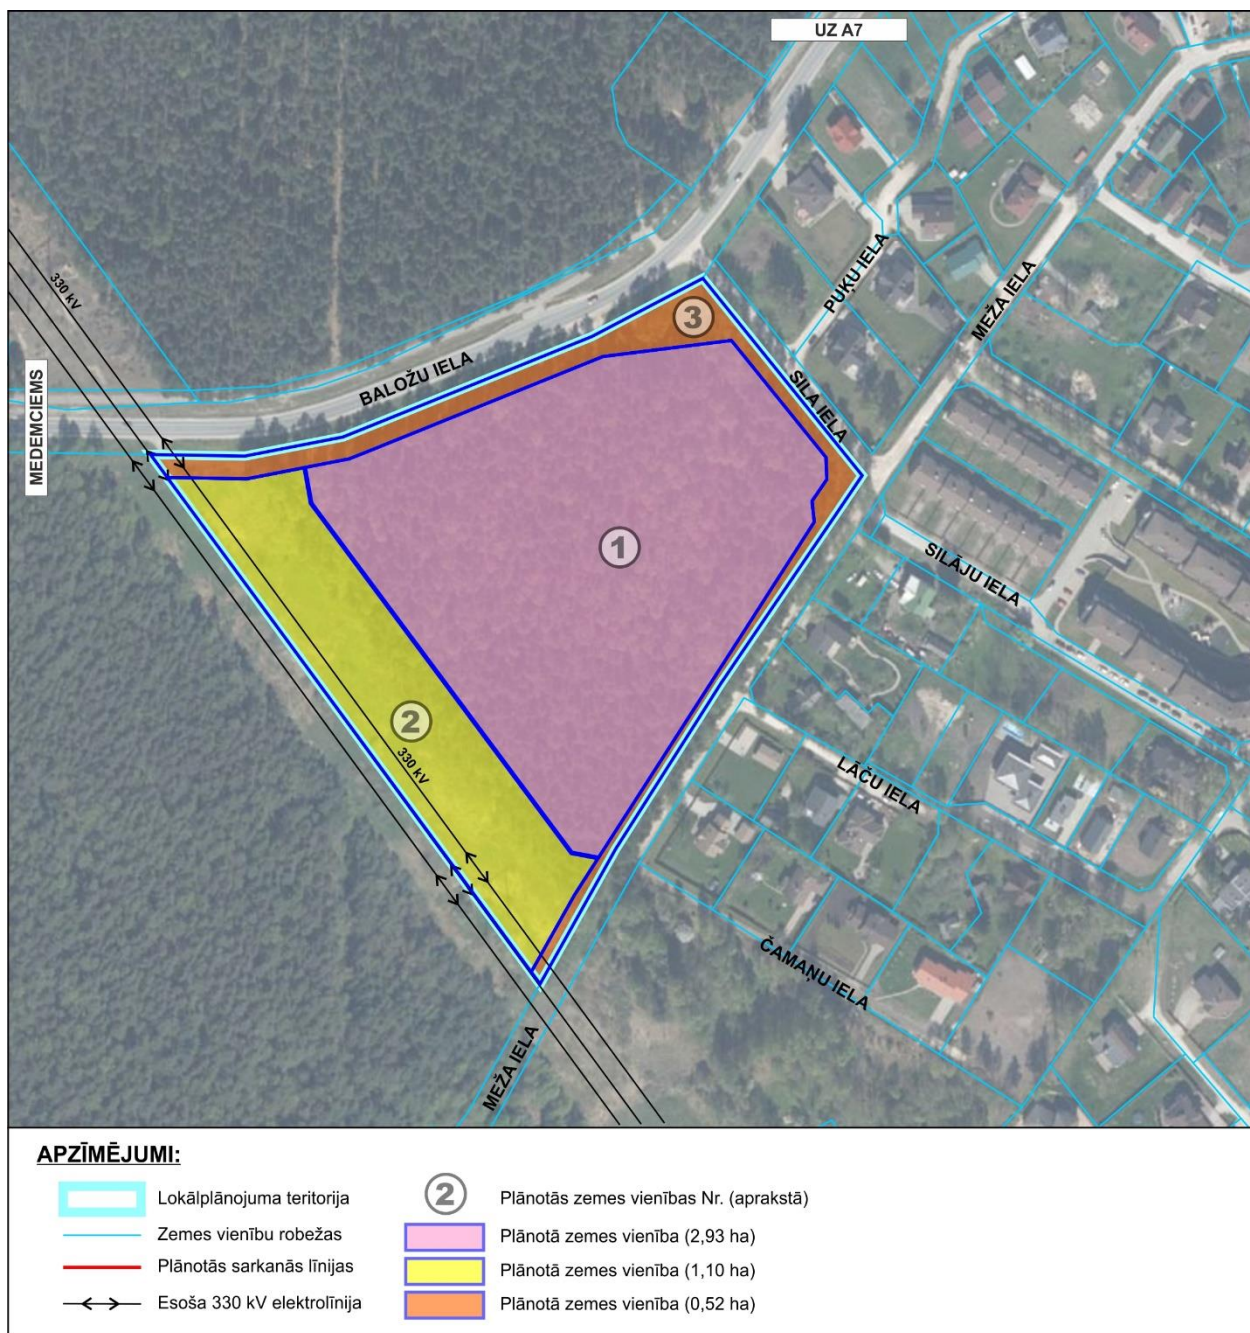 UZ A7
330 kV
PUĶU IELA
MEŽA IELA
3
BALOŽU IELA
SILA IELA
MEDEMCIEMS
1
SILĀJU IELA
2
330 kV
LĀČU IELA
ČAMAŅU IELA
MEŽA IELA
APZĪMĒJUMI:
Lokālplānojuma teritorija
Zemes vienību robežas
Plānotās sarkanās līnijas
Esoša 330 kV elektrolīnija
2 Plānotās zemes vienības Nr. (aprakstā)
Plānotā zemes vienība (2,93 ha)
Plānotā zemes vienība (1,10 ha)
Plānotā zemes vienība (0,52 ha)